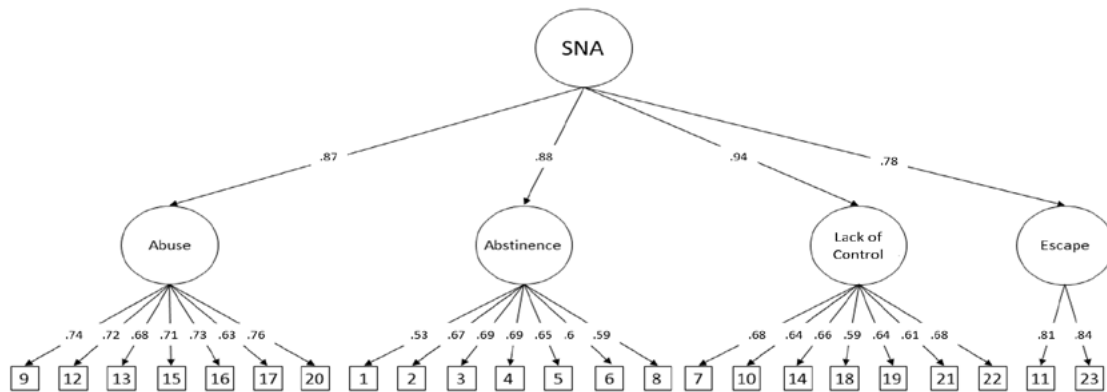 SNA
.87 .88 .94 .78
Abuse Abstinence Lack of Control Escape
.74 .72 .68 .71 .73 .63 .76 .53 .67 .69 .69 .65 .6 .59 .68 .64 .66 .59 .64 .61 .68 .81 .84
9 12 13 15 16 17 20 1 2 3 4 5 6 8 7 10 14 18 19 21 22 11 23